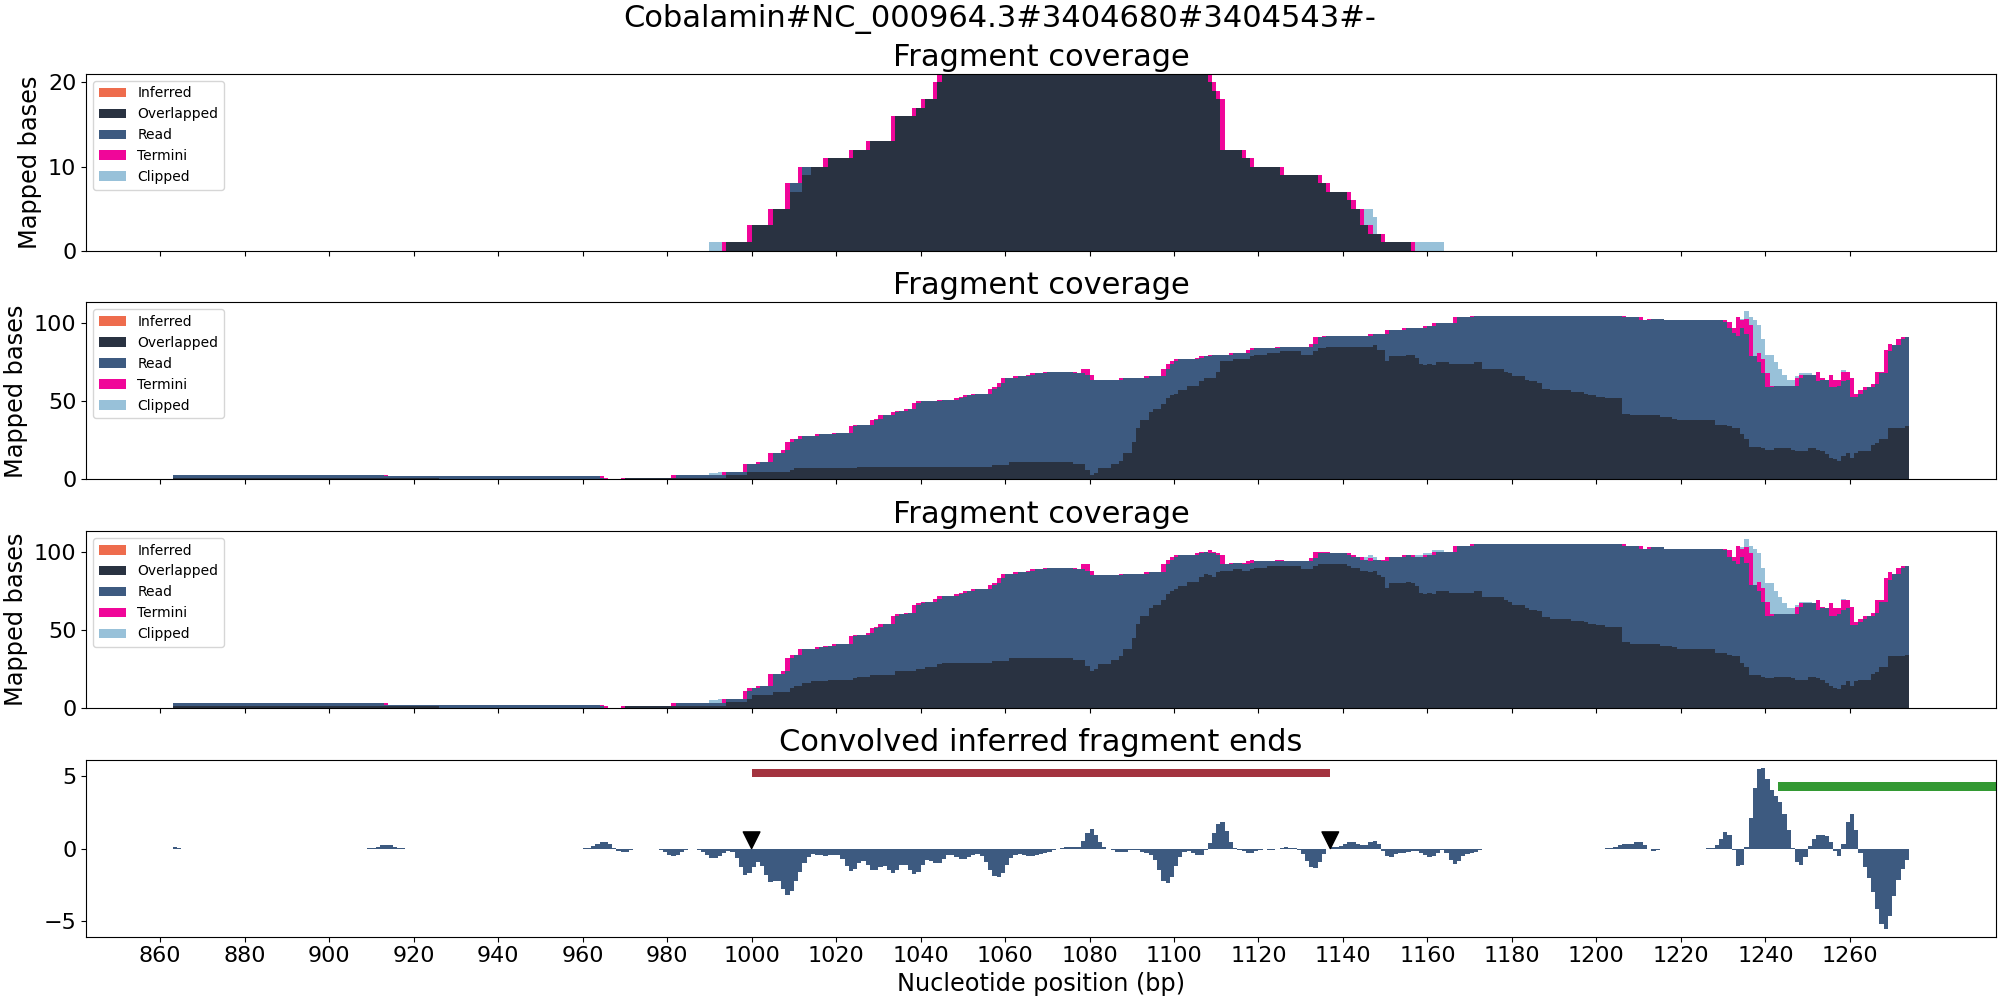 Cobalamin#NC_000964.3#3404680#3404543#-
Fragment coverage
Mapped bases
20
10
0
Inferred
Overlapped
Read
Termini
Clipped
Fragment coverage
Mapped bases
100
50
0
Inferred
Overlapped
Read
Termini
Clipped
Fragment coverage
Mapped bases
100
50
0
Inferred
Overlapped
Read
Termini
Clipped
Convolved inferred fragment ends
5
0
−5
860 880 900 920 940 960 980 1000 1020 1040 1060 1080 1100 1120 1140 1160 1180 1200 1220 1240 1260
Nucleotide position (bp)